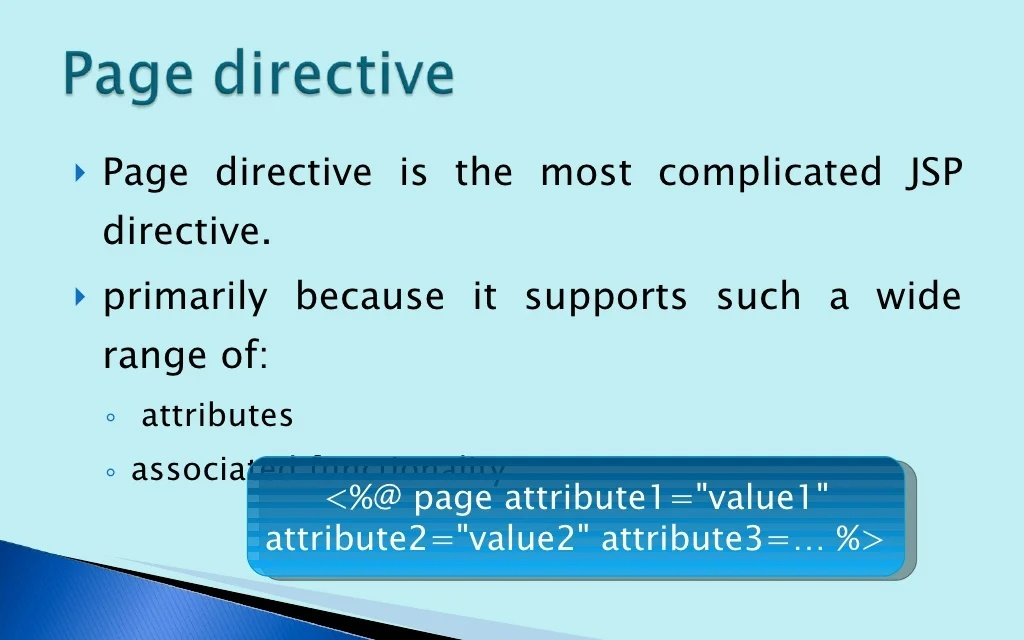 Page directive
Page directive is the most complicated JSP
directive.
primarily because it supports such a wide
range of:
attributes
associated functionality
<%@ page attribute1="value1"
attribute2="value2" attribute3=... %>